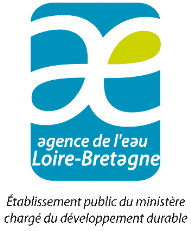 æ
agence de l'eau
Loire-Bretagne
Établissement public du ministère
chargé du développement durable